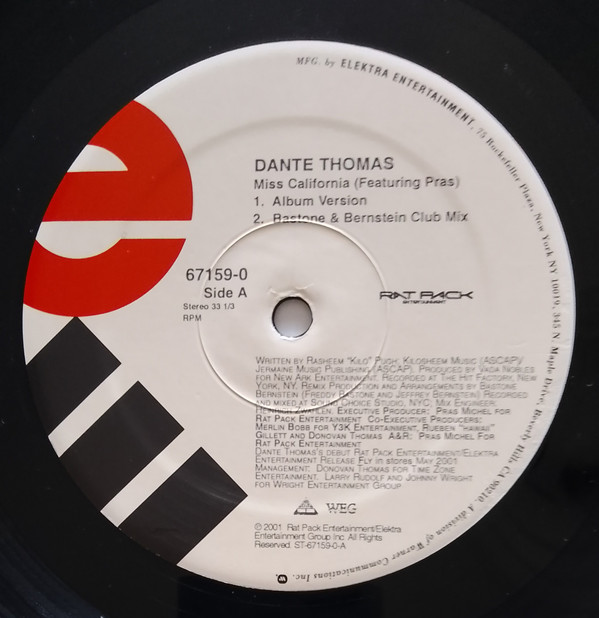 MFG. by ELEKTRA ENTERTAINMENT, 75 Rockefeller Plaza, New York NY 10019, 345 N. Maple Drive, Beverly Hills CA 90210. A division of Warner Communications Inc.
DANTE THOMAS
Miss California (Featuring Pras)
1. Album Version
2. Bastone & Bernstein Club Mix
67159-0
Side A
Stereo 33 1/3
RPM
RAT PACK
ENTERTAINMENT
WRITTEN BY RASHEEM "KILO" PUGH; KILOSHEEM MUSIC (ASCAP)/
JERMAINE MUSIC PUBLISHING (ASCAP). PRODUCED BY VADA NOBLES
FOR NEW ARK ENTERTAINMENT. RECORDED AT THE HIT FACTORY, NEW
YORK, NY. REMIX PRODUCTION AND ARRANGEMENTS BY BASTONE
BERNSTEIN (FREDDY BASTONE AND JEFFREY BERNSTEIN) RECORDED
AND MIXED AT SOUND CHOICE STUDIO, NYC; MIX ENGINEER:
HEINRICH ZWAHLEN. EXECUTIVE PRODUCER: PRAS MICHEL FOR
RAT PACK ENTERTAINMENT CO-EXECUTIVE PRODUCERS:
MERLIN BOBB FOR Y3K ENTERTAINMENT, RUEBEN "HAWAII"
GILLETT AND DONOVAN THOMAS A&R: PRAS MICHEL FOR
RAT PACK ENTERTAINMENT
DANTE THOMAS'S DEBUT RAT PACK ENTERTAINMENT/ELEKTRA
ENTERTAINMENT RELEASE FLY IN STORES MAY 2001
MANAGEMENT: DONOVAN THOMAS FOR TIME ZONE
ENTERTAINMENT, LARRY RUDOLF AND JOHNNY WRIGHT
FOR WRIGHT ENTERTAINMENT GROUP
WEG
℗ 2001 Rat Pack Entertainment/Elektra
Entertainment Group Inc. All Rights
Reserved. ST-67159-0-A